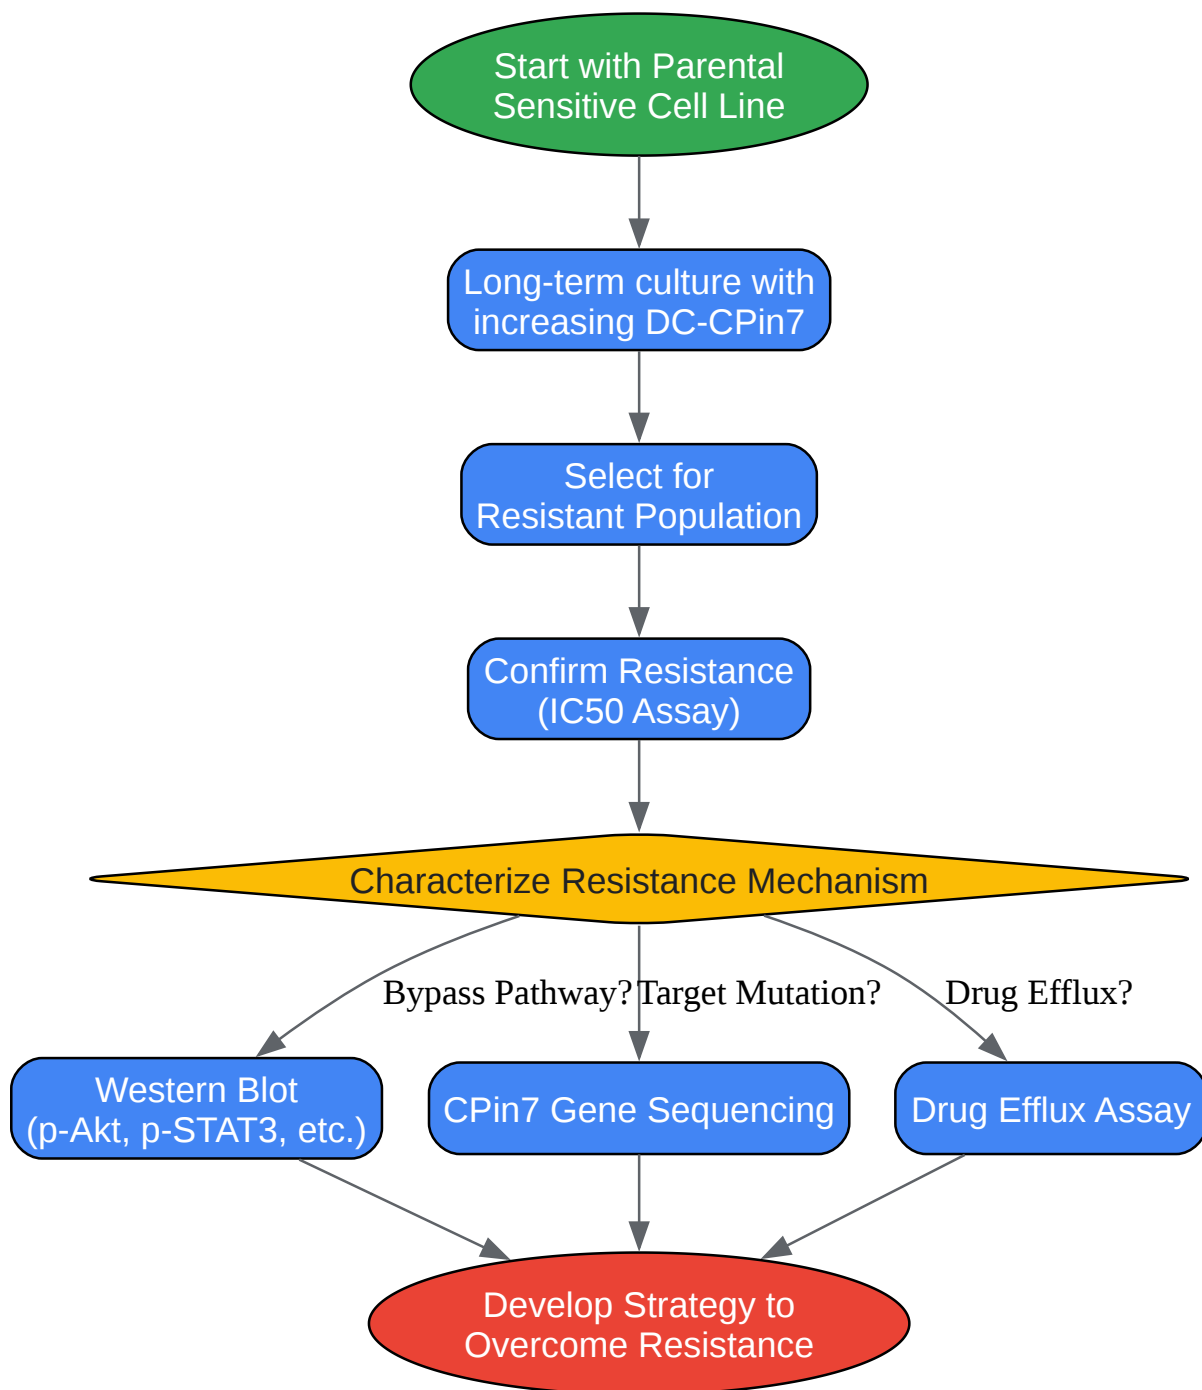 Start with Parental
Sensitive Cell Line
Long-term culture with
increasing DC-CPin7
Select for
Resistant Population
Confirm Resistance
(IC50 Assay)
Characterize Resistance Mechanism
Bypass Pathway?
Target Mutation?
Drug Efflux?
Western Blot
(p-Akt, p-STAT3, etc.)
CPin7 Gene Sequencing
Drug Efflux Assay
Develop Strategy to
Overcome Resistance